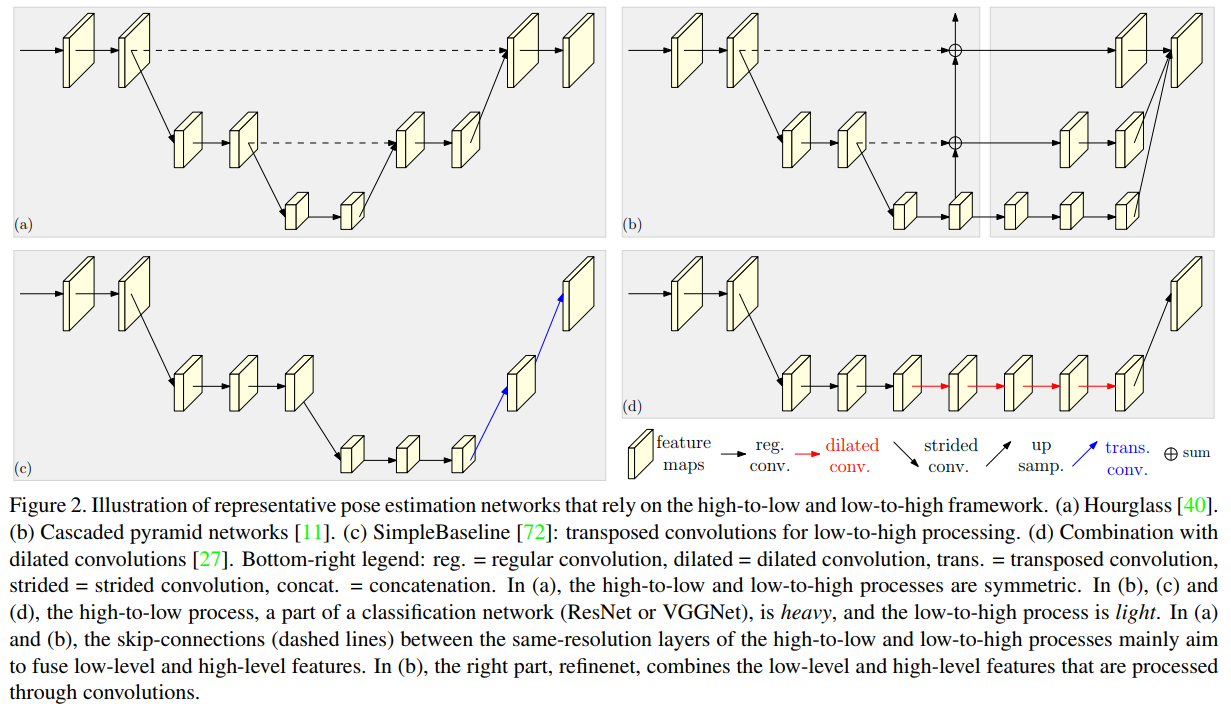 (a)
(b)
(c)
(d)
feature maps
reg. conv.
dilated conv.
strided conv.
up samp.
trans. conv.
⊕ sum
Figure 2. Illustration of representative pose estimation networks that rely on the high-to-low and low-to-high framework. (a) Hourglass [40].
(b) Cascaded pyramid networks [11]. (c) SimpleBaseline [72]: transposed convolutions for low-to-high processing. (d) Combination with
dilated convolutions [27]. Bottom-right legend: reg. = regular convolution, dilated = dilated convolution, trans. = transposed convolution,
strided = strided convolution, concat. = concatenation. In (a), the high-to-low and low-to-high processes are symmetric. In (b), (c) and
(d), the high-to-low process, a part of a classification network (ResNet or VGGNet), is heavy, and the low-to-high process is light. In (a)
and (b), the skip-connections (dashed lines) between the same-resolution layers of the high-to-low and low-to-high processes mainly aim
to fuse low-level and high-level features. In (b), the right part, refinenet, combines the low-level and high-level features that are processed
through convolutions.